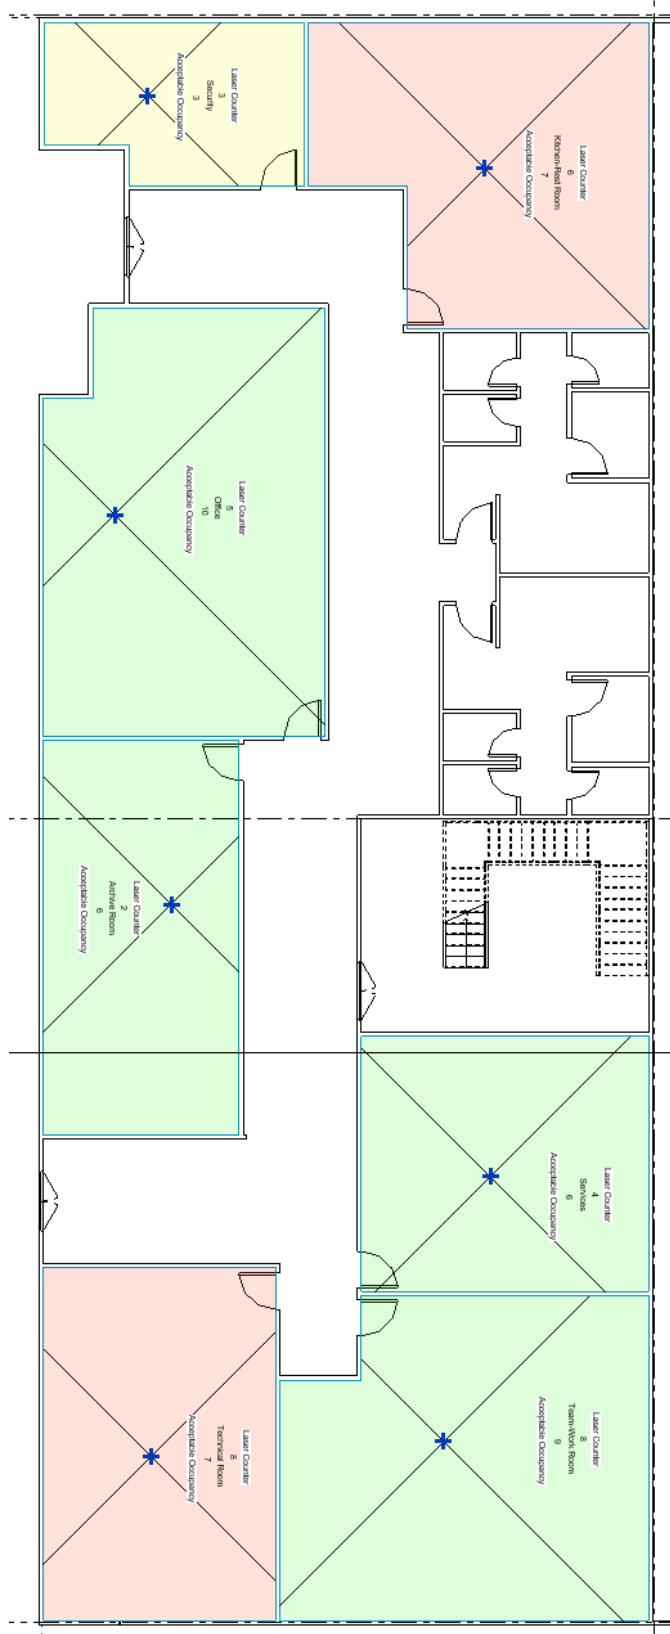 Laser Counter
3
Security
Acceptable Occupancy
3
Laser Counter
6
Kitchen-Rest Room
Acceptable Occupancy
7
Laser Counter
5
Office
Acceptable Occupancy
10
Laser Counter
2
Archive Room
Acceptable Occupancy
6
Laser Counter
4
Services
Acceptable Occupancy
6
Laser Counter
8
Technical Room
Acceptable Occupancy
7
Laser Counter
8
Team-Work Room
Acceptable Occupancy
9